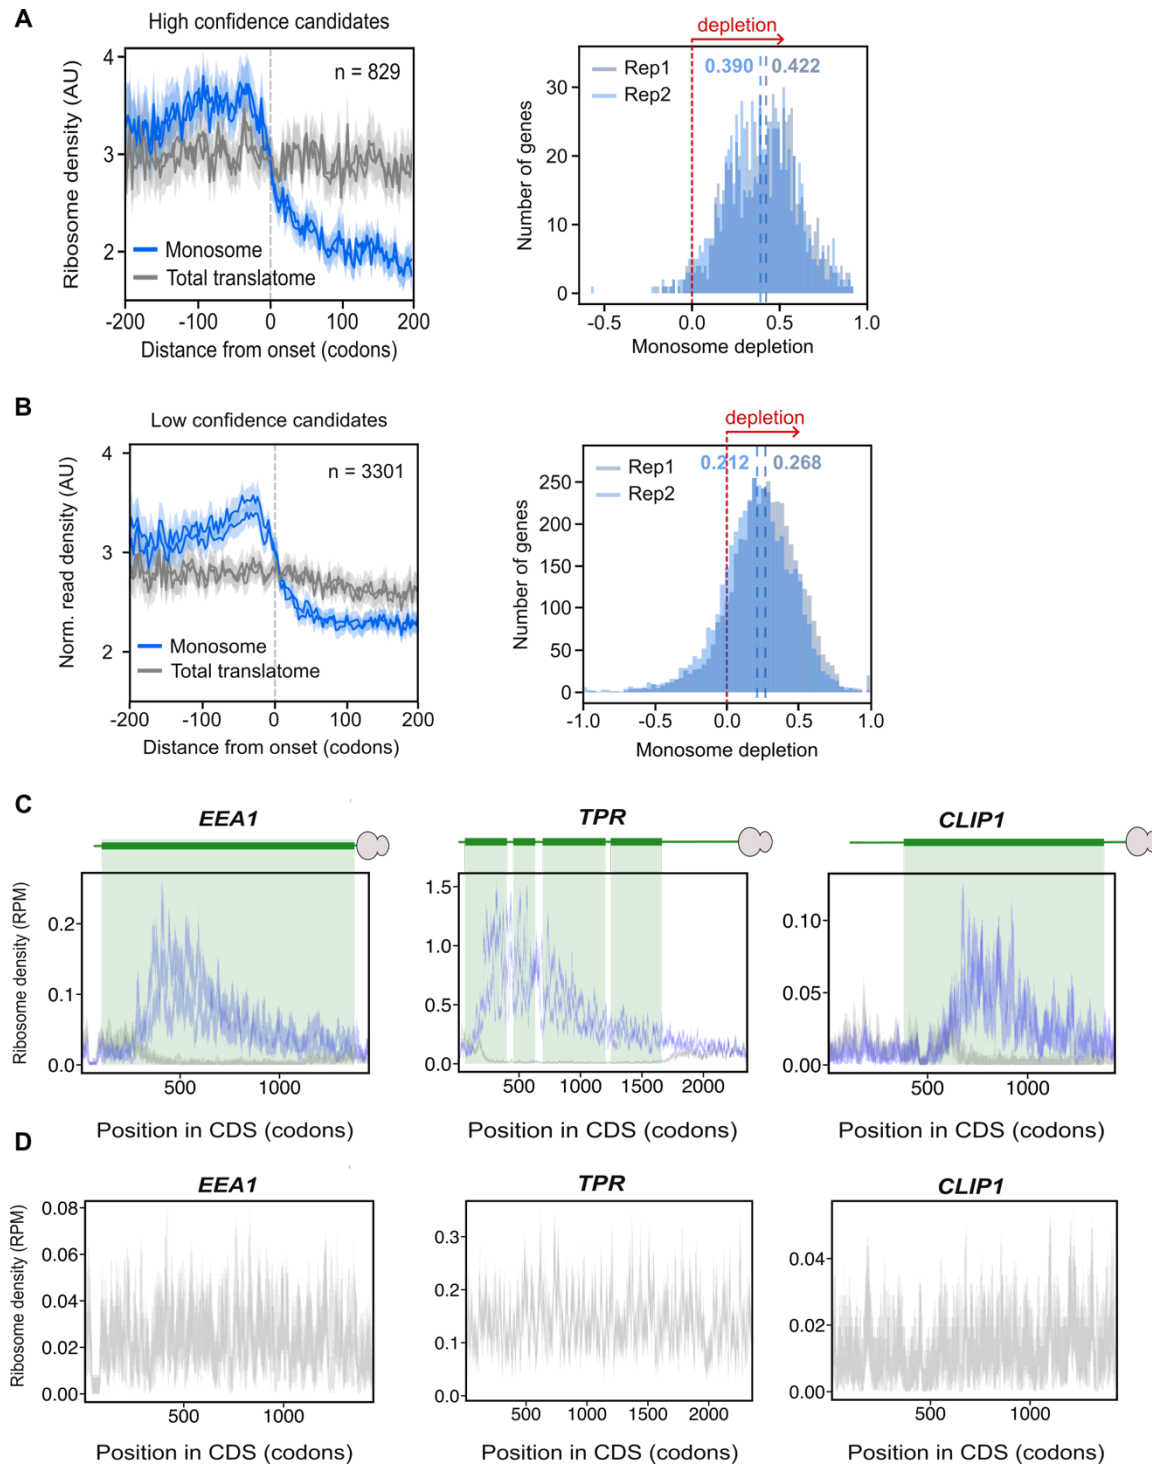 A
High confidence candidates
n = 829
Ribosome density (AU)
4
3
2
Monosome
Total translatome
-200
-100
0
100
200
Distance from onset (codons)
depletion
Rep1
Rep2
0.390
0.422
Number of genes
30
20
10
0
-0.5
0.0
0.5
1.0
Monosome depletion
B
Low confidence candidates
n = 3301
Norm. read density (AU)
4
3
2
Monosome
Total translatome
-200
-100
0
100
200
Distance from onset (codons)
depletion
Rep1
Rep2
0.212
0.268
Number of genes
250
200
150
100
50
0
-1.0
-0.5
0.0
0.5
1.0
Monosome depletion
C
EEA1
Ribosome density (RPM)
0.2
0.1
0.0
500
1000
Position in CDS (codons)
TPR
1.5
1.0
0.5
0.0
500
1000
1500
2000
Position in CDS (codons)
CLIP1
0.10
0.05
0.00
500
1000
Position in CDS (codons)
D
EEA1
Ribosome density (RPM)
0.08
0.06
0.04
0.02
0.00
500
1000
Position in CDS (codons)
TPR
0.3
0.2
0.1
0.0
500
1000
1500
2000
Position in CDS (codons)
CLIP1
0.04
0.02
0.00
500
1000
Position in CDS (codons)